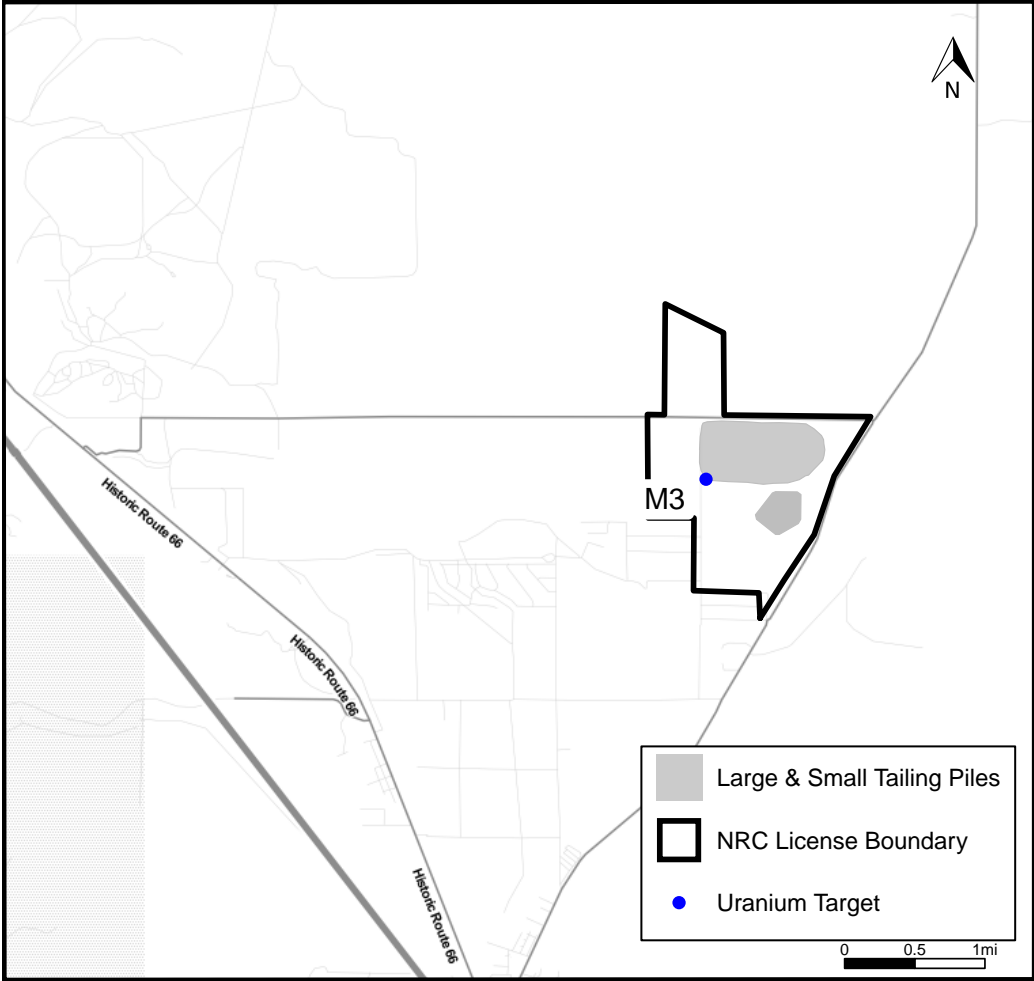 N
M3
Historic Route 66
Historic Route 66
Historic Route 66
Large & Small Tailing Piles
NRC License Boundary
Uranium Target
0 0.5 1mi